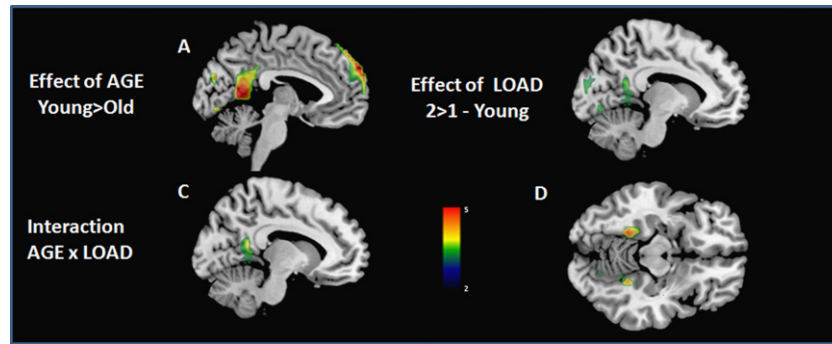 A
Effect of AGE
Young>Old
Effect of LOAD
2>1 - Young
C
Interaction
AGE x LOAD
5
2
D